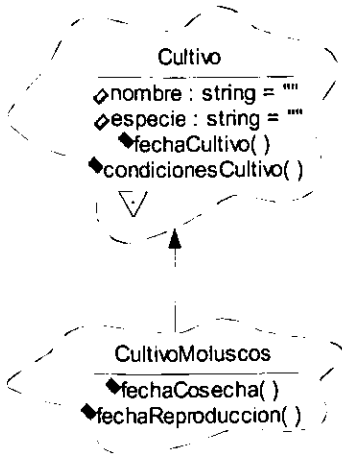 Cultivo
nombre : string = ""
especie : string = ""
fechaCultivo( )
condicionesCultivo( )
CultivoMoluscos
fechaCosecha( )
fechaReproduccion( )